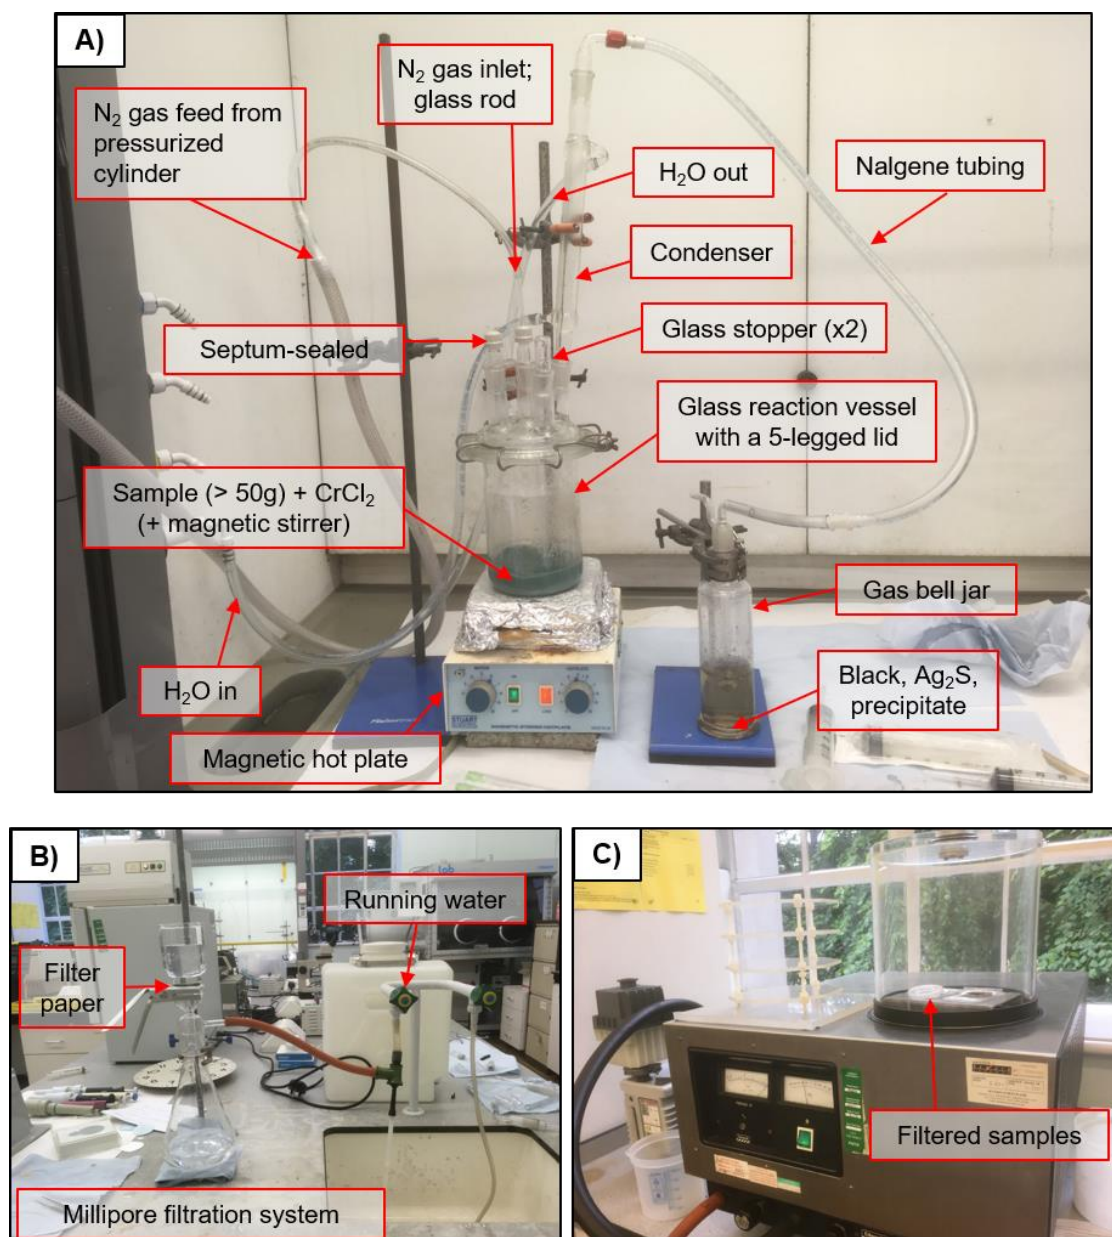 A)
N₂ gas inlet;
glass rod
N₂ gas feed from
pressurized
cylinder
H₂O out
Nalgene tubing
Condenser
Septum-sealed
Glass stopper (x2)
Glass reaction vessel
with a 5-legged lid
Sample (> 50g) + CrCl₂
(+ magnetic stirrer)
Gas bell jar
H₂O in
Black, Ag₂S,
precipitate
STUART
Magnetic hot plate
B)
Running water
Filter
paper
Millipore filtration system
C)
Filtered samples